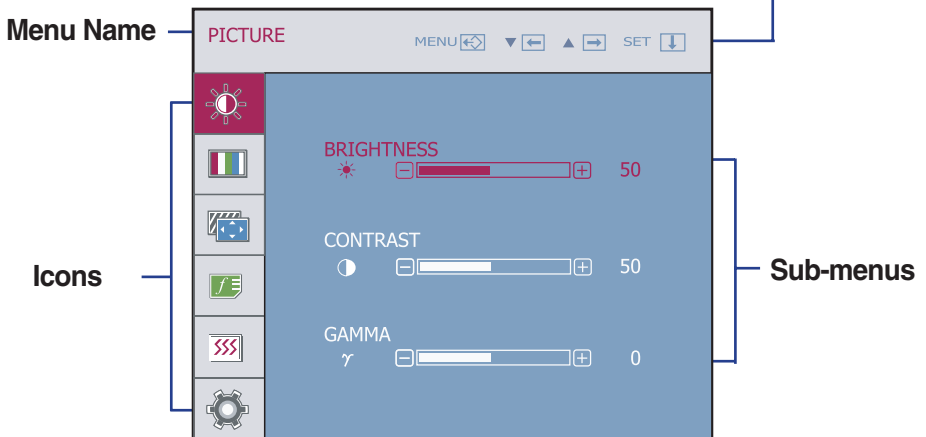 Menu Name
PICTURE
MENU ▼ ▲ SET
BRIGHTNESS
50
CONTRAST
50
Icons
Sub-menus
GAMMA
γ 0